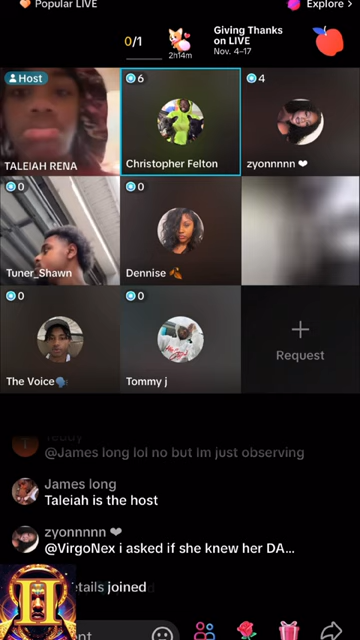 Popular LIVE
Explore >
0/1
2h14m
Giving Thanks
on LIVE
Nov. 4–17
Host
TALEIAH RENA
6
Christopher Felton
4
zyonnnnn ❤
0
Tuner_Shawn
0
Dennise 🍂
0
The Voice🗣
0
Tommy j
+
Request
Teddy
@James long lol no but Im just observing
James long
Taleiah is the host
zyonnnnn ❤
@VirgoNex i asked if she knew her DA...
etails joined